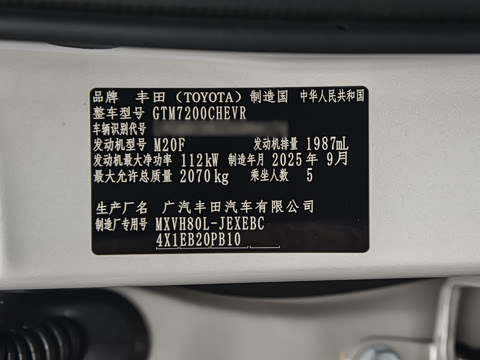 品牌 丰田（TOYOTA） 制造国 中华人民共和国
整车型号 GTM7200CHEVR
车辆识别代号
发动机型号 M20F 发动机排量 1987mL
发动机最大净功率 112kW 制造年月 2025年 9月
最大允许总质量 2070kg 乘坐人数 5
生产厂名 广汽丰田汽车有限公司
制造厂专用号 MXVH80L-JEXEBC
4X1EB20PB10